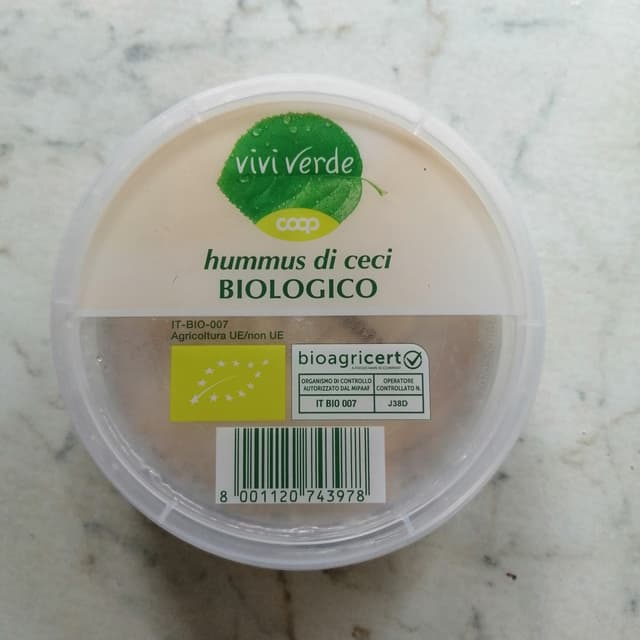 vivi verde
coop
hummus di ceci
BIOLOGICO
IT-BIO-007
Agricoltura UE/non UE
bioagricert
ORGANISMO DI CONTROLLO
AUTORIZZATO DAL MIPAAF
OPERATORE
CONTROLLATO N.
IT BIO 007
J38D
8 001120 743978